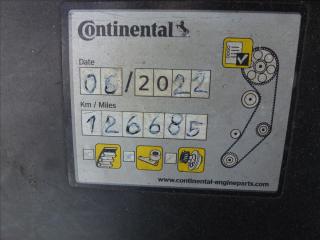 Continental
Date
06/2022
Km / Miles
126685
www.continental-engineparts.com